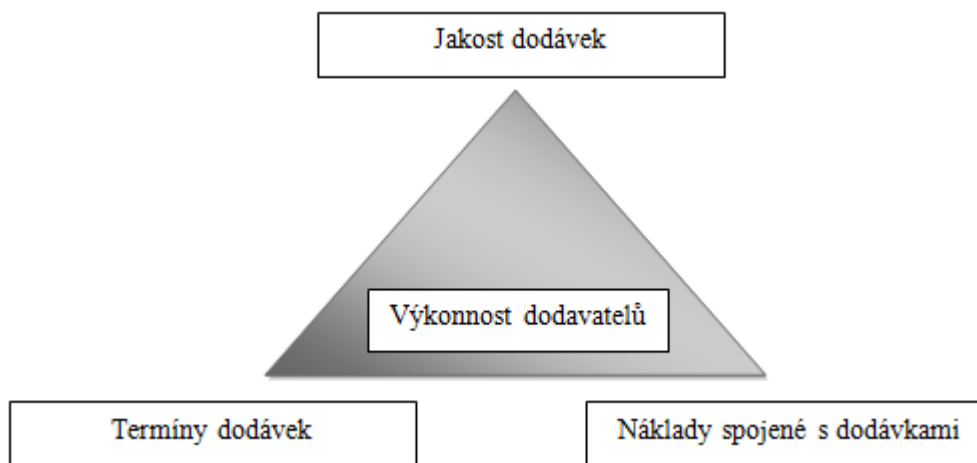 Jakost dodávek
Výkonnost dodavatelů
Termíny dodávek
Náklady spojené s dodávkami